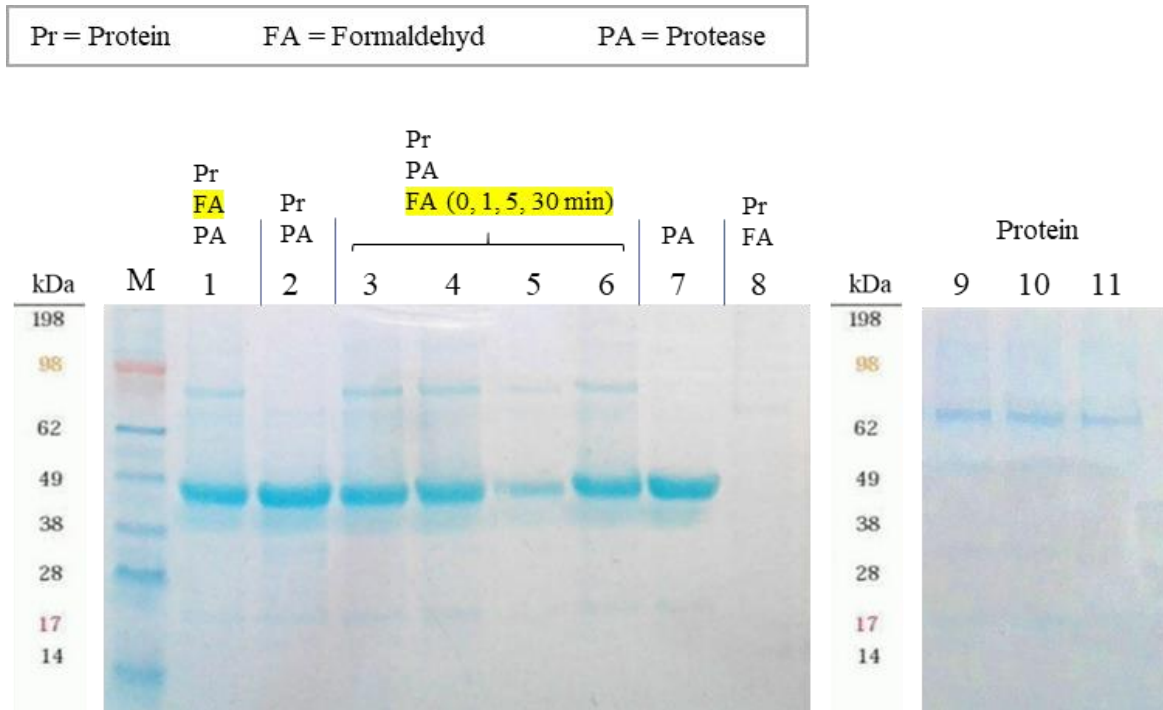 Pr = Protein FA = Formaldehyd PA = Protease
Pr
FA
PA
Pr
PA
Pr
PA
FA (0, 1, 5, 30 min)
PA
Pr
FA
Protein
kDa M 1 2 3 4 5 6 7 8
198
98
62
49
38
28
17
14
kDa 9 10 11
198
98
62
49
38
28
17
14